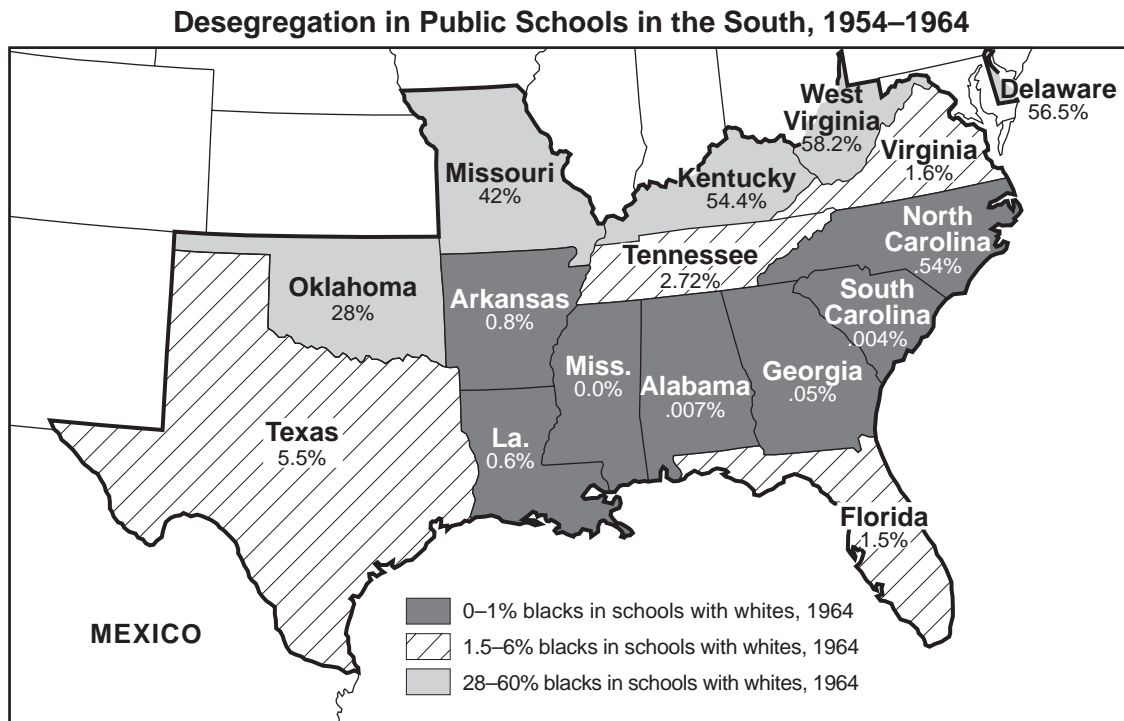 Desegregation in Public Schools in the South, 1954–1964
West
Virginia
58.2%
Delaware
56.5%
Virginia
1.6%
Missouri
42%
Kentucky
54.4%
North
Carolina
.54%
Tennessee
2.72%
Oklahoma
28%
Arkansas
0.8%
South
Carolina
.004%
Miss.
0.0%
Alabama
.007%
Georgia
.05%
Texas
5.5%
La.
0.6%
Florida
1.5%
MEXICO
0–1% blacks in schools with whites, 1964
1.5–6% blacks in schools with whites, 1964
28–60% blacks in schools with whites, 1964